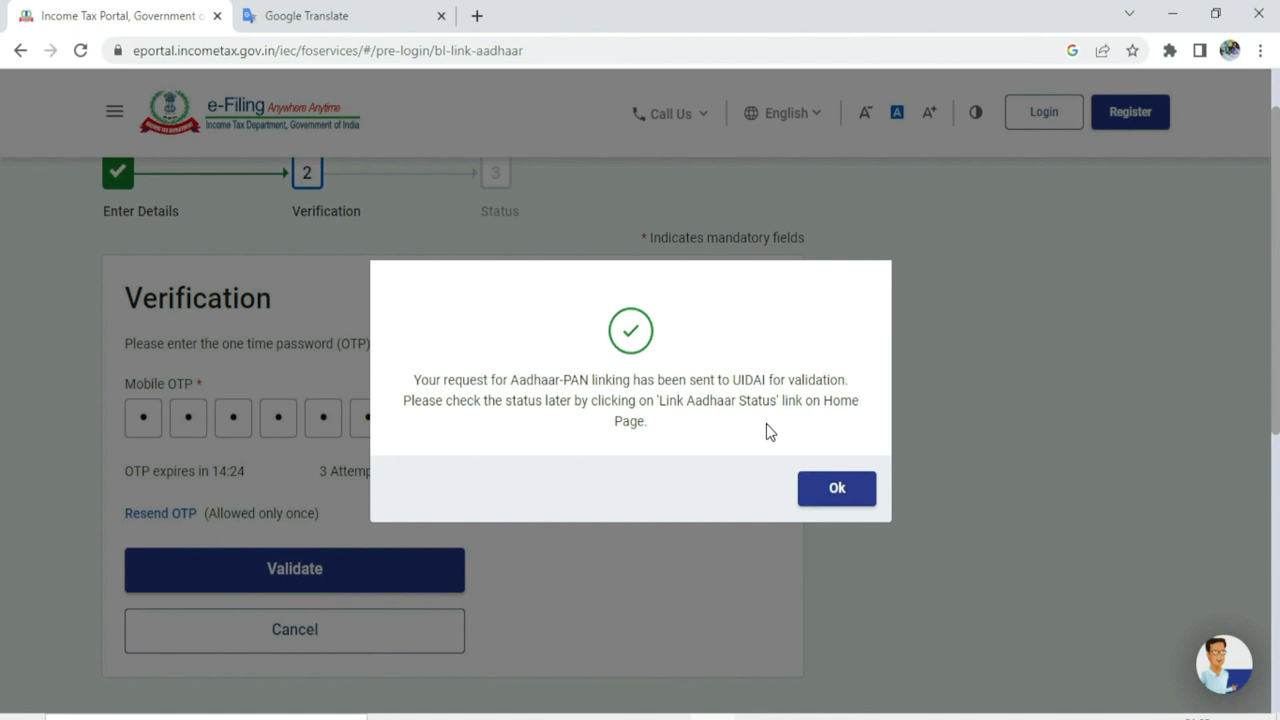 Income Tax Portal, Government o
Google Translate
eportal.incometax.gov.in/iec/foservices/#/pre-login/bl-link-aadhaar
e-Filing Anywhere Anytime
Income Tax Department, Government of India
Call Us
English
A-
A
A+
Login
Register
2
3
Enter Details
Verification
Status
* Indicates mandatory fields
Verification
Please enter the one time password (OTP)
Mobile OTP *
OTP expires in 14:24
3 Attemp
Resend OTP (Allowed only once)
Validate
Cancel
Your request for Aadhaar-PAN linking has been sent to UIDAI for validation.
Please check the status later by clicking on 'Link Aadhaar Status' link on Home
Page.
Ok